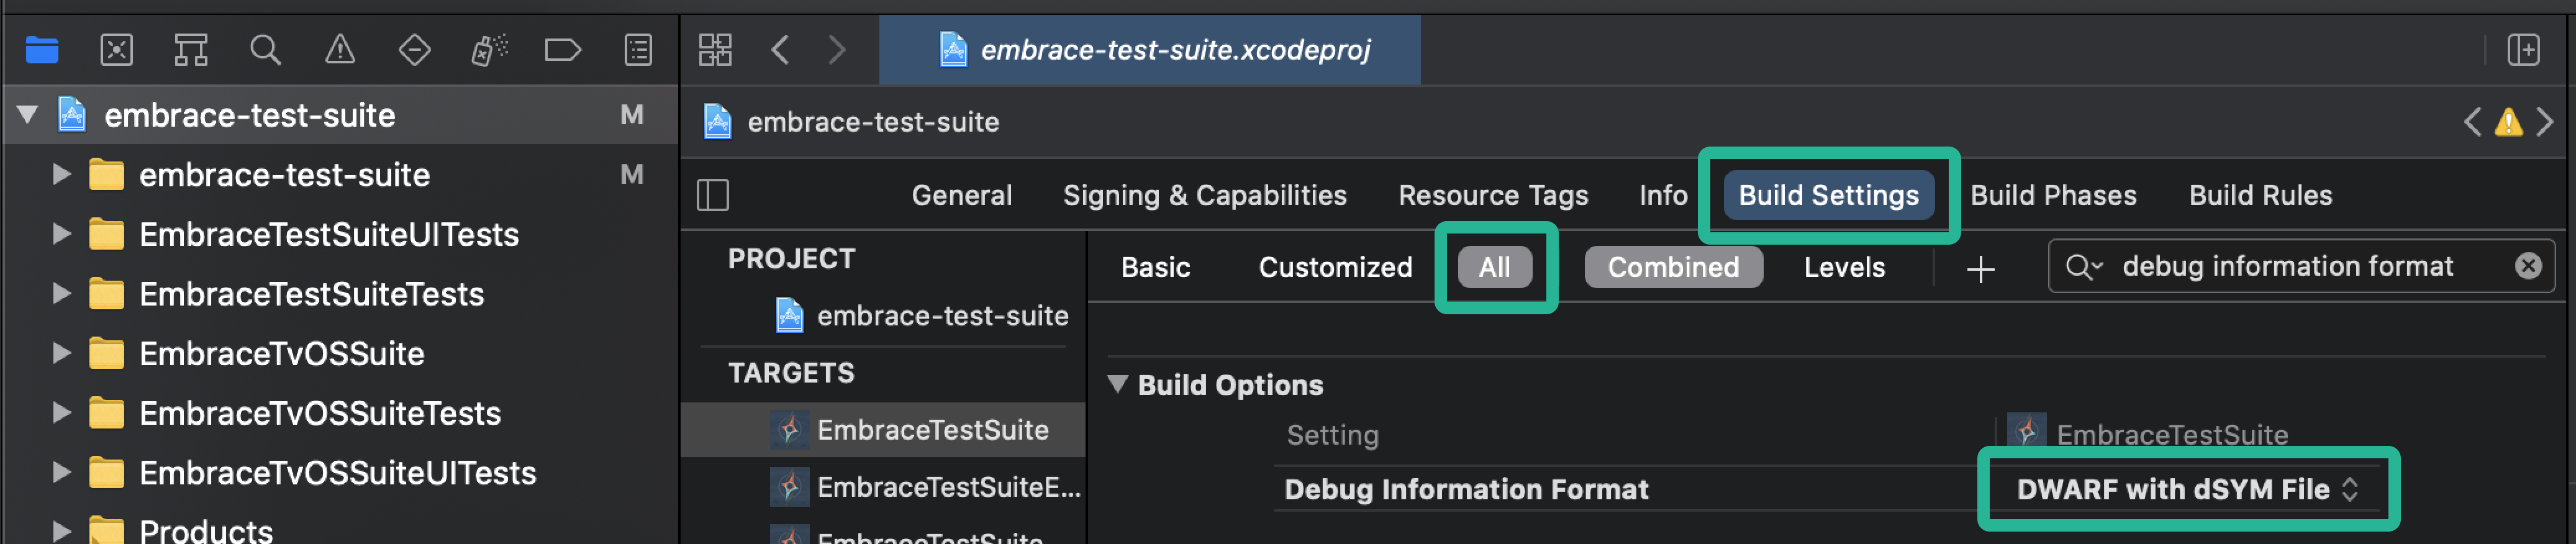 embrace-test-suite.xcodeproj
embrace-test-suite M
embrace-test-suite M
EmbraceTestSuiteUITests
EmbraceTestSuiteTests
EmbraceTvOSSuite
EmbraceTvOSSuiteTests
EmbraceTvOSSuiteUITests
Products
embrace-test-suite
General Signing & Capabilities Resource Tags Info Build Settings Build Phases Build Rules
PROJECT
embrace-test-suite
TARGETS
EmbraceTestSuite
EmbraceTestSuiteE...
EmbraceTestSuite
Basic Customized All Combined Levels + debug information format
Build Options
Setting EmbraceTestSuite
Debug Information Format DWARF with dSYM File